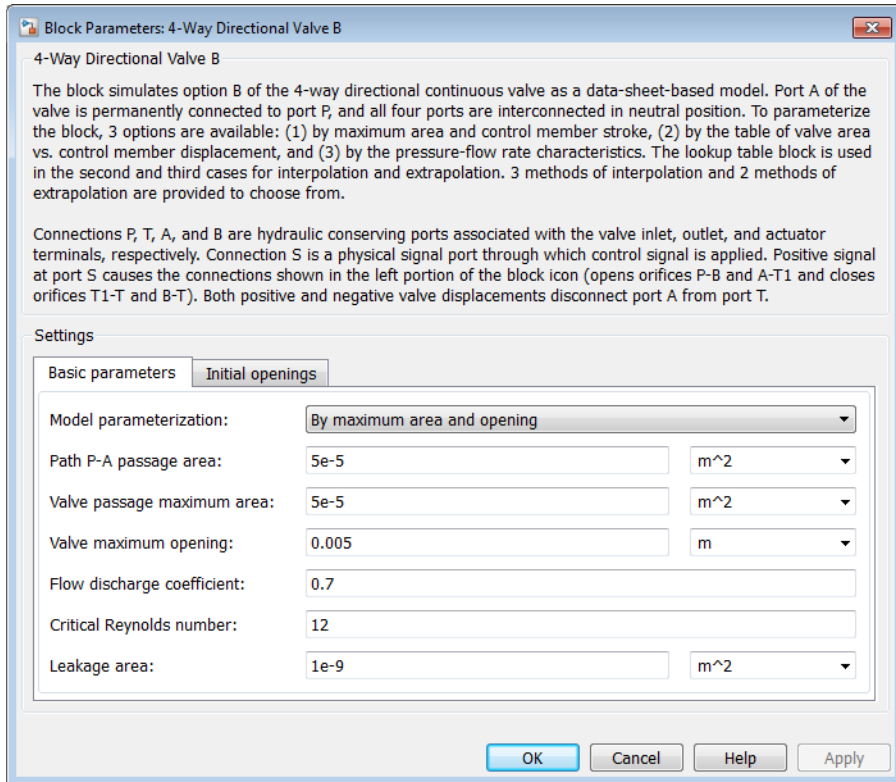 Block Parameters: 4-Way Directional Valve B
4-Way Directional Valve B
The block simulates option B of the 4-way directional continuous valve as a data-sheet-based model. Port A of the
valve is permanently connected to port P, and all four ports are interconnected in neutral position. To parameterize
the block, 3 options are available: (1) by maximum area and control member stroke, (2) by the table of valve area
vs. control member displacement, and (3) by the pressure-flow rate characteristics. The lookup table block is used
in the second and third cases for interpolation and extrapolation. 3 methods of interpolation and 2 methods of
extrapolation are provided to choose from.
Connections P, T, A, and B are hydraulic conserving ports associated with the valve inlet, outlet, and actuator
terminals, respectively. Connection S is a physical signal port through which control signal is applied. Positive signal
at port S causes the connections shown in the left portion of the block icon (opens orifices P-B and A-T1 and closes
orifices T1-T and B-T). Both positive and negative valve displacements disconnect port A from port T.
Settings
Basic parameters Initial openings
Model parameterization: By maximum area and opening
Path P-A passage area: 5e-5 m^2
Valve passage maximum area: 5e-5 m^2
Valve maximum opening: 0.005 m
Flow discharge coefficient: 0.7
Critical Reynolds number: 12
Leakage area: 1e-9 m^2
OK Cancel Help Apply